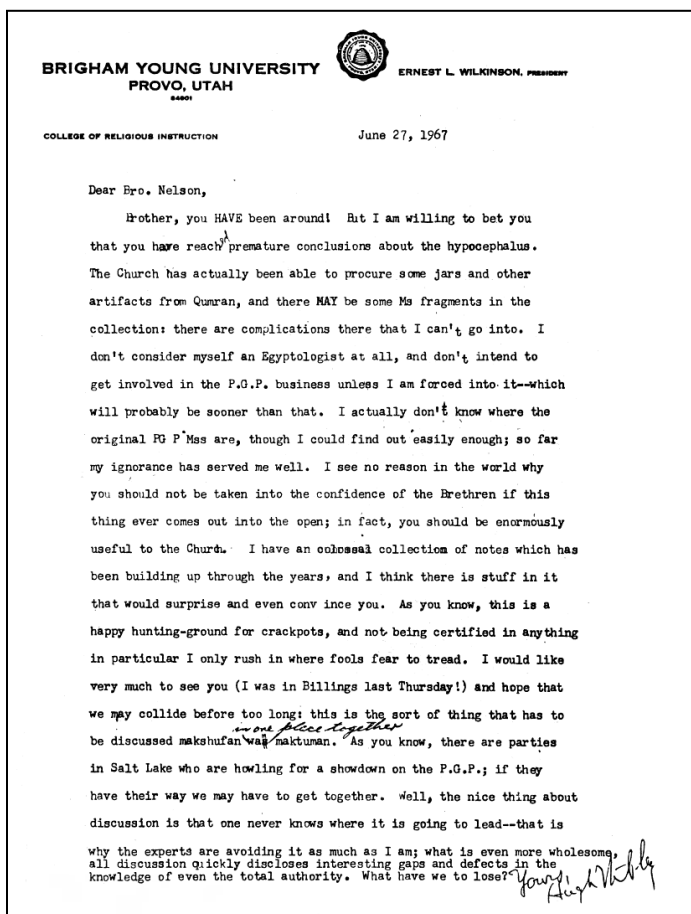 BRIGHAM YOUNG UNIVERSITY
PROVO, UTAH
84601
ERNEST L. WILKINSON, PRESIDENT
COLLEGE OF RELIGIOUS INSTRUCTION
June 27, 1967
Dear Bro. Nelson,
Brother, you HAVE been around! But I am willing to bet you
that you have reached premature conclusions about the hypocephalus.
The Church has actually been able to procure some jars and other
artifacts from Qumran, and there MAY be some Ms fragments in the
collection: there are complications there that I can't go into. I
don't consider myself an Egyptologist at all, and don't intend to
get involved in the P.G.P. business unless I am forced into it--which
will probably be sooner than that. I actually don't know where the
original PG P Mss are, though I could find out easily enough; so far
my ignorance has served me well. I see no reason in the world why
you should not be taken into the confidence of the Brethren if this
thing ever comes out into the open; in fact, you should be enormously
useful to the Church. I have an colossal collection of notes which has
been building up through the years, and I think there is stuff in it
that would surprise and even conv ince you. As you know, this is a
happy hunting-ground for crackpots, and not being certified in anything
in particular I only rush in where fools fear to tread. I would like
very much to see you (I was in Billings last Thursday!) and hope that
we may collide before too long: this is the sort of thing that has to
in one place together
be discussed makshufan wa maktuman. As you know, there are parties
in Salt Lake who are howling for a showdown on the P.G.P.; if they
have their way we may have to get together. Well, the nice thing about
discussion is that one never knows where it is going to lead--that is
why the experts are avoiding it as much as I am; what is even more wholesome,
all discussion quickly discloses interesting gaps and defects in the
knowledge of even the total authority. What have we to lose?
Yours, Hugh Nibley